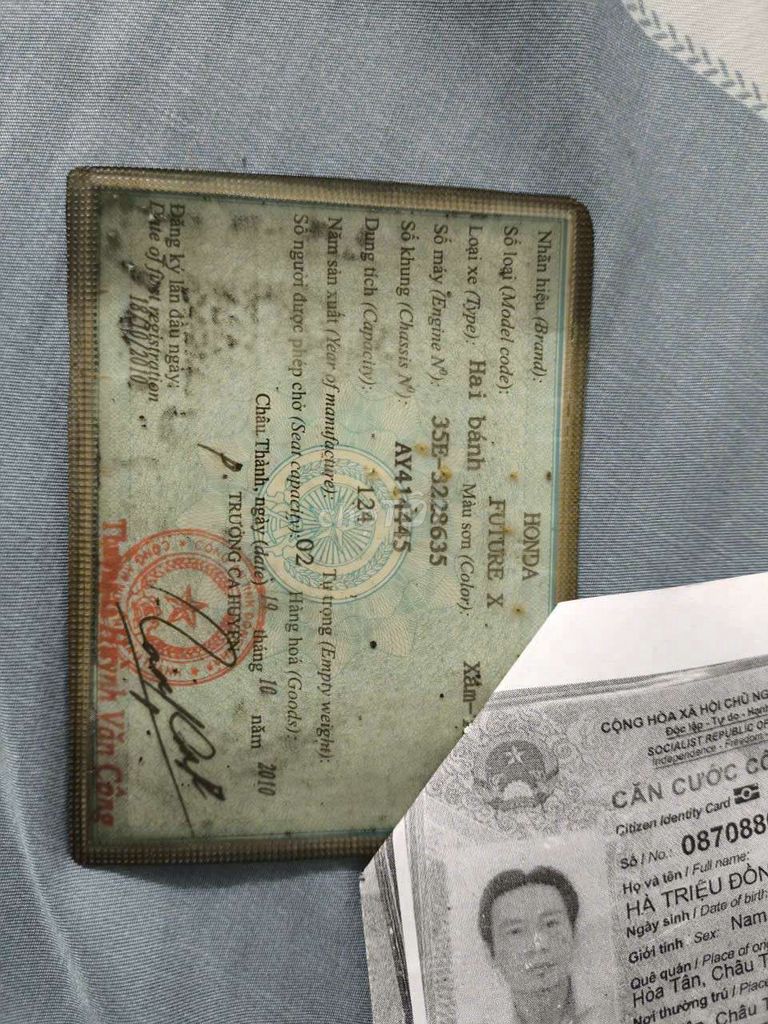 Nhãn hiệu (Brand): HONDA
Số loại (Model code): FUTURE X
Loại xe (Type): Hai bánh Màu sơn (Color): Xám-
Số máy (Engine Nº): 35E-3228635
Số khung (Chassis Nº): AY414445
Dung tích (Capacity): 124
Năm sản xuất (Year of manufacture): Tự trọng (Empty weight):
Số người được phép chở (Seat capacity): 02 Hàng hoá (Goods):
Châu Thành, ngày (date) 19 tháng 10 năm 2010
Đăng ký lần đầu ngày:
Date of first registration
P. TRƯỞNG CA HUYỆN
Huỳnh Văn Công
CỘNG HÒA XÃ HỘI CHỦ NG
Độc lập - Tự do
SOCIALIST REPUBLIC OF
Independence - Freedom
CĂN CƯỚC CÔ
Citizen Identity Card
Số / No.: 087088
Họ và tên / Full name:
HÀ TRIỆU ĐÔN
Ngày sinh / Date of birth:
Giới tính / Sex: Nam
Quê quán / Place of
Hòa Tân, Châu T
Nơi thường trú / Place
Châu T